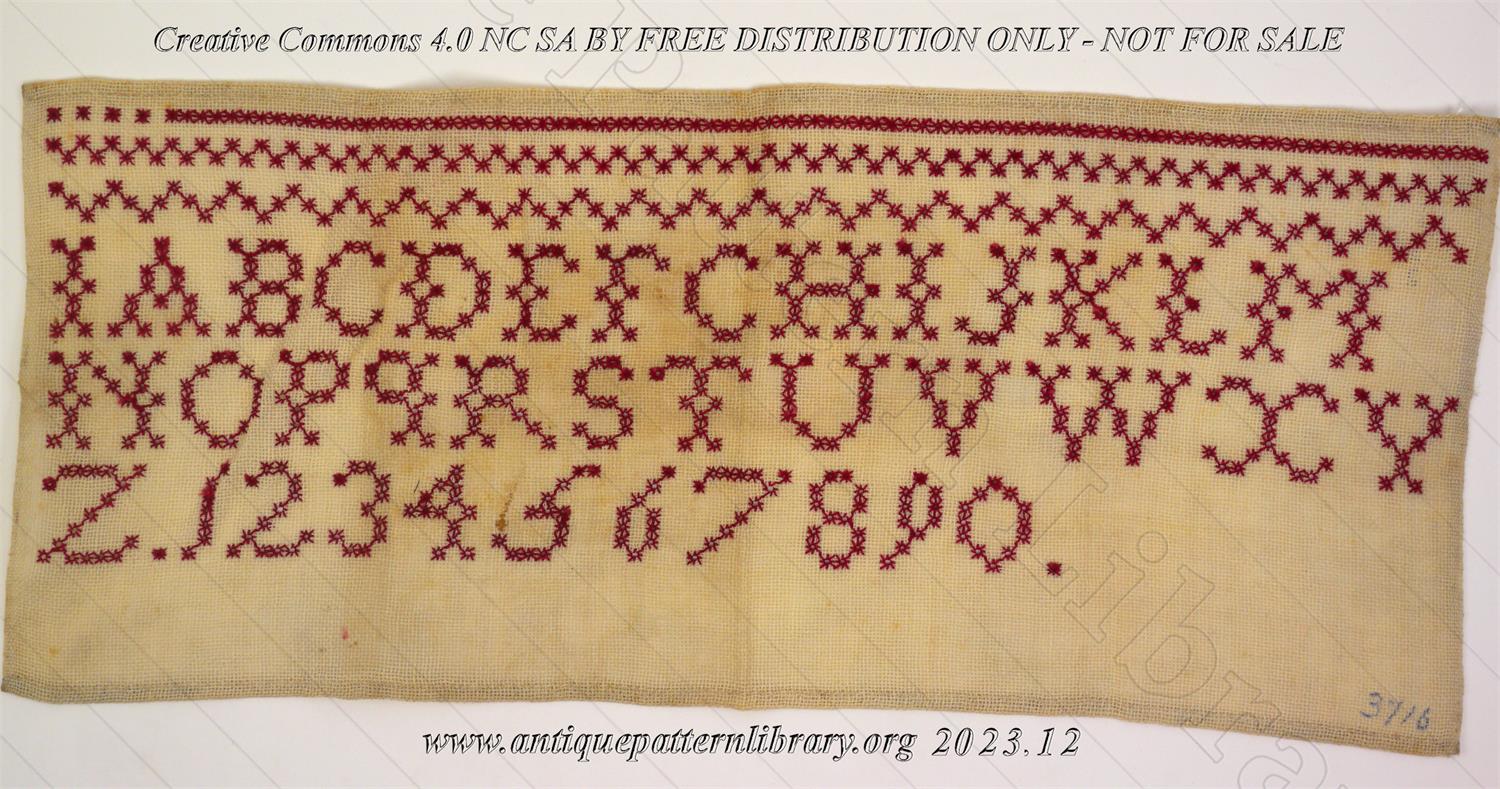 Creative Commons 4.0 NC SA BY FREE DISTRIBUTION ONLY - NOT FOR SALE
IABCDEFCHIJKLM
NOPqRSTUVWXY
Z.1234567890.
3716
www.antiquepatternlibrary.org 2023.12